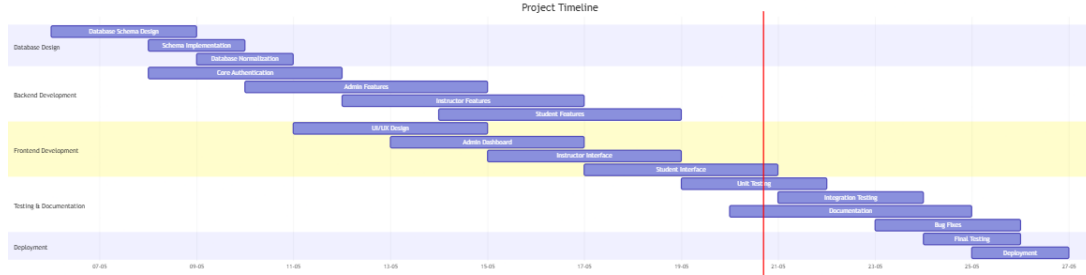 Project Timeline
Database Design
Database Schema Design
Schema Implementation
Database Normalization
Backend Development
Core Authentication
Admin Features
Instructor Features
Student Features
Frontend Development
UI/UX Design
Admin Dashboard
Instructor Interface
Student Interface
Testing & Documentation
Unit Testing
Integration Testing
Documentation
Bug Fixes
Deployment
Final Testing
Deployment
07-05 09-05 11-05 13-05 15-05 17-05 19-05 21-05 23-05 25-05 27-05